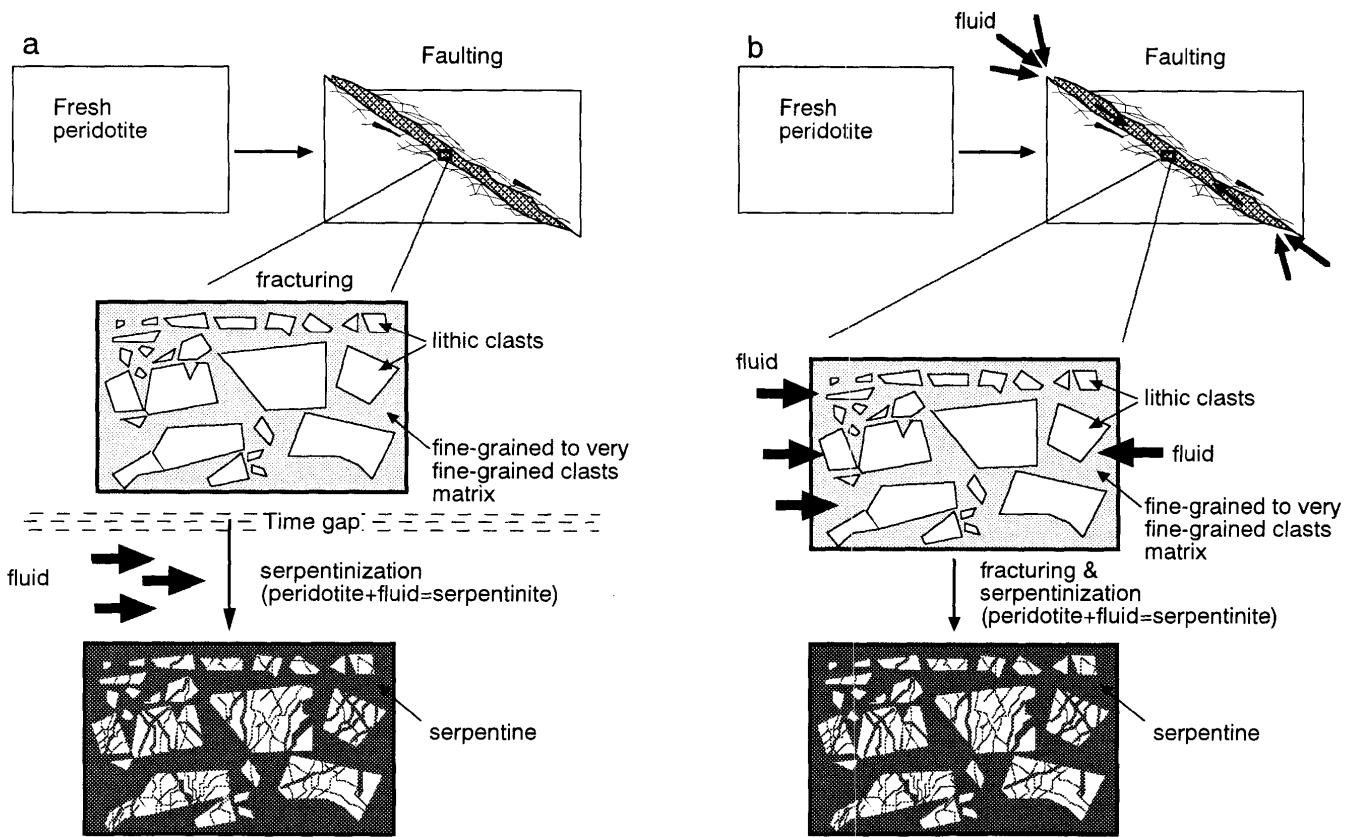 a
Faulting
Fresh
peridotite
fracturing
lithic clasts
fine-grained to very
fine-grained clasts
matrix
Time gap
fluid
serpentinization
(peridotite+fluid=serpentinite)
serpentine
b
fluid
Faulting
Fresh
peridotite
fluid
lithic clasts
fluid
fine-grained to very
fine-grained clasts
matrix
fracturing &
serpentinization
(peridotite+fluid=serpentinite)
serpentine